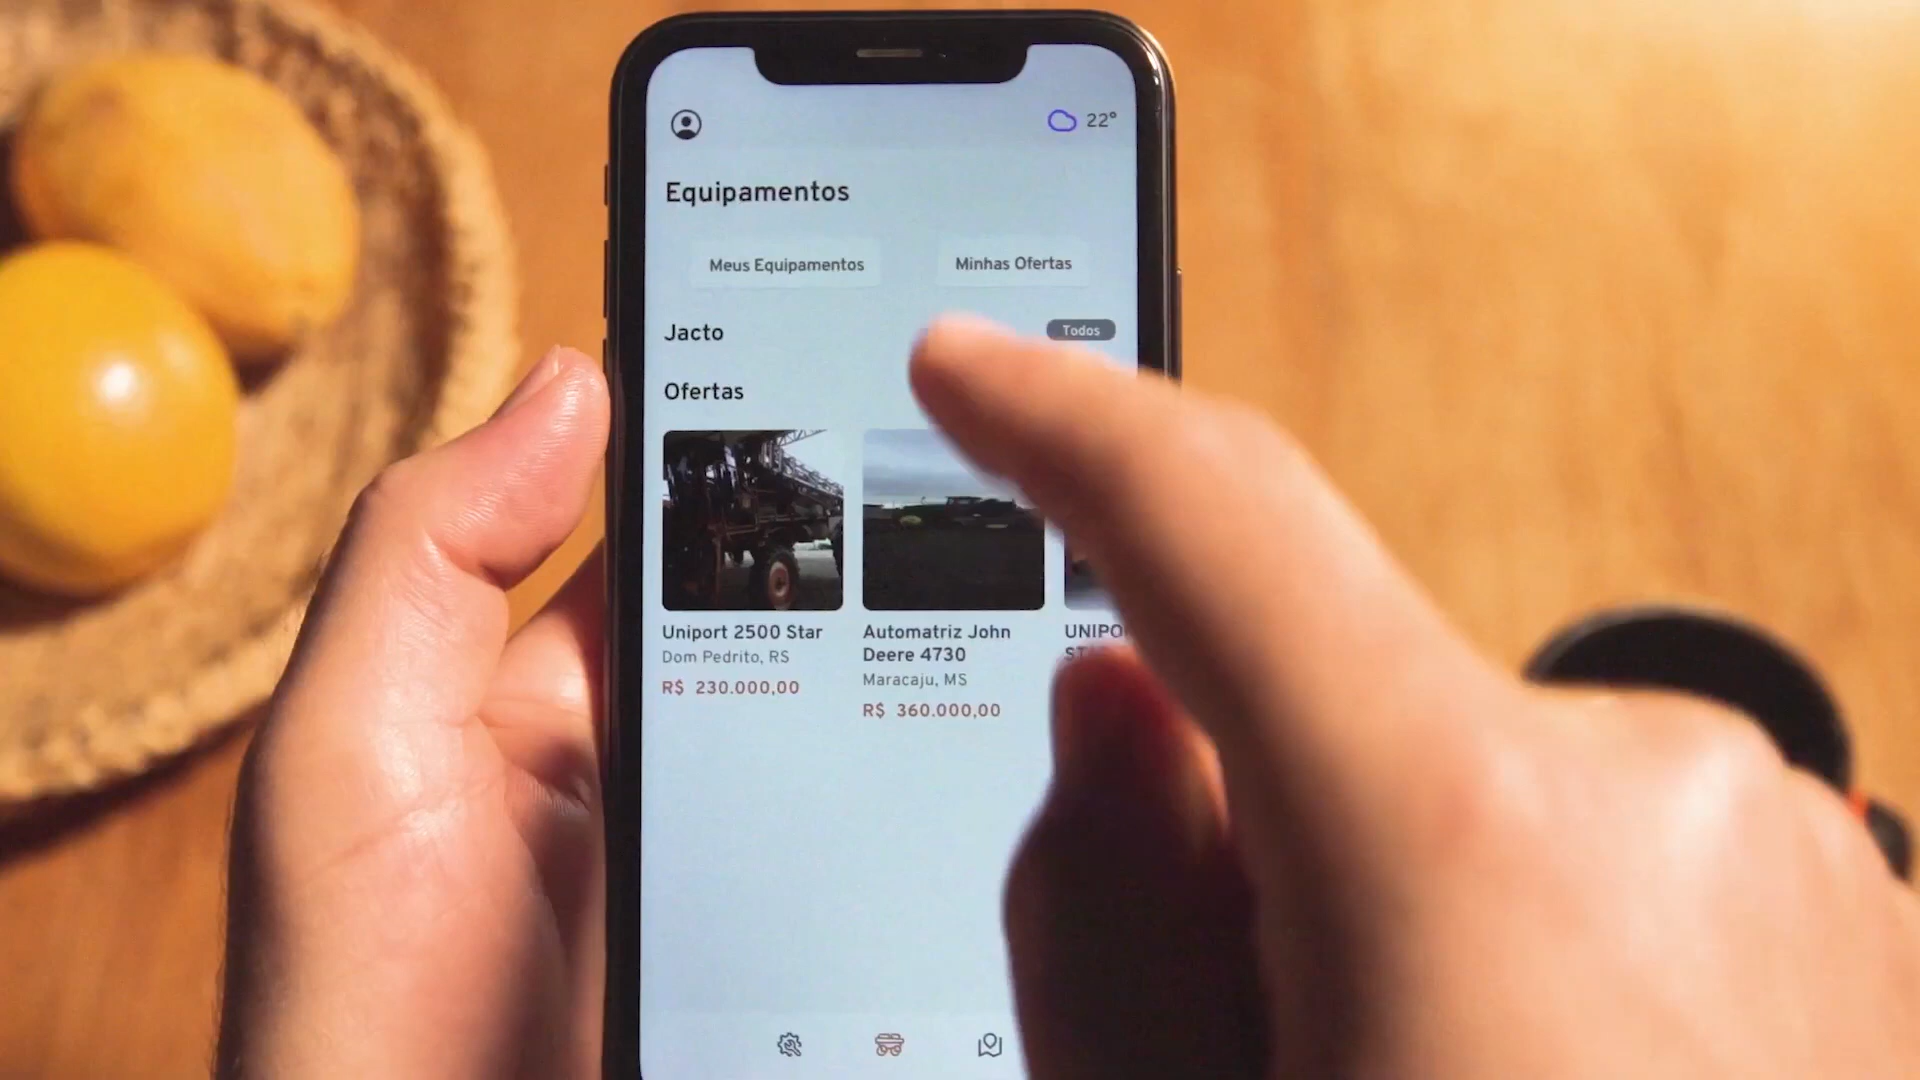 22°
Equipamentos
Meus Equipamentos
Minhas Ofertas
Jacto
Todos
Ofertas
Uniport 2500 Star
Dom Pedrito, RS
R$ 230.000,00
Automatriz John
Deere 4730
Maracaju, MS
R$ 360.000,00